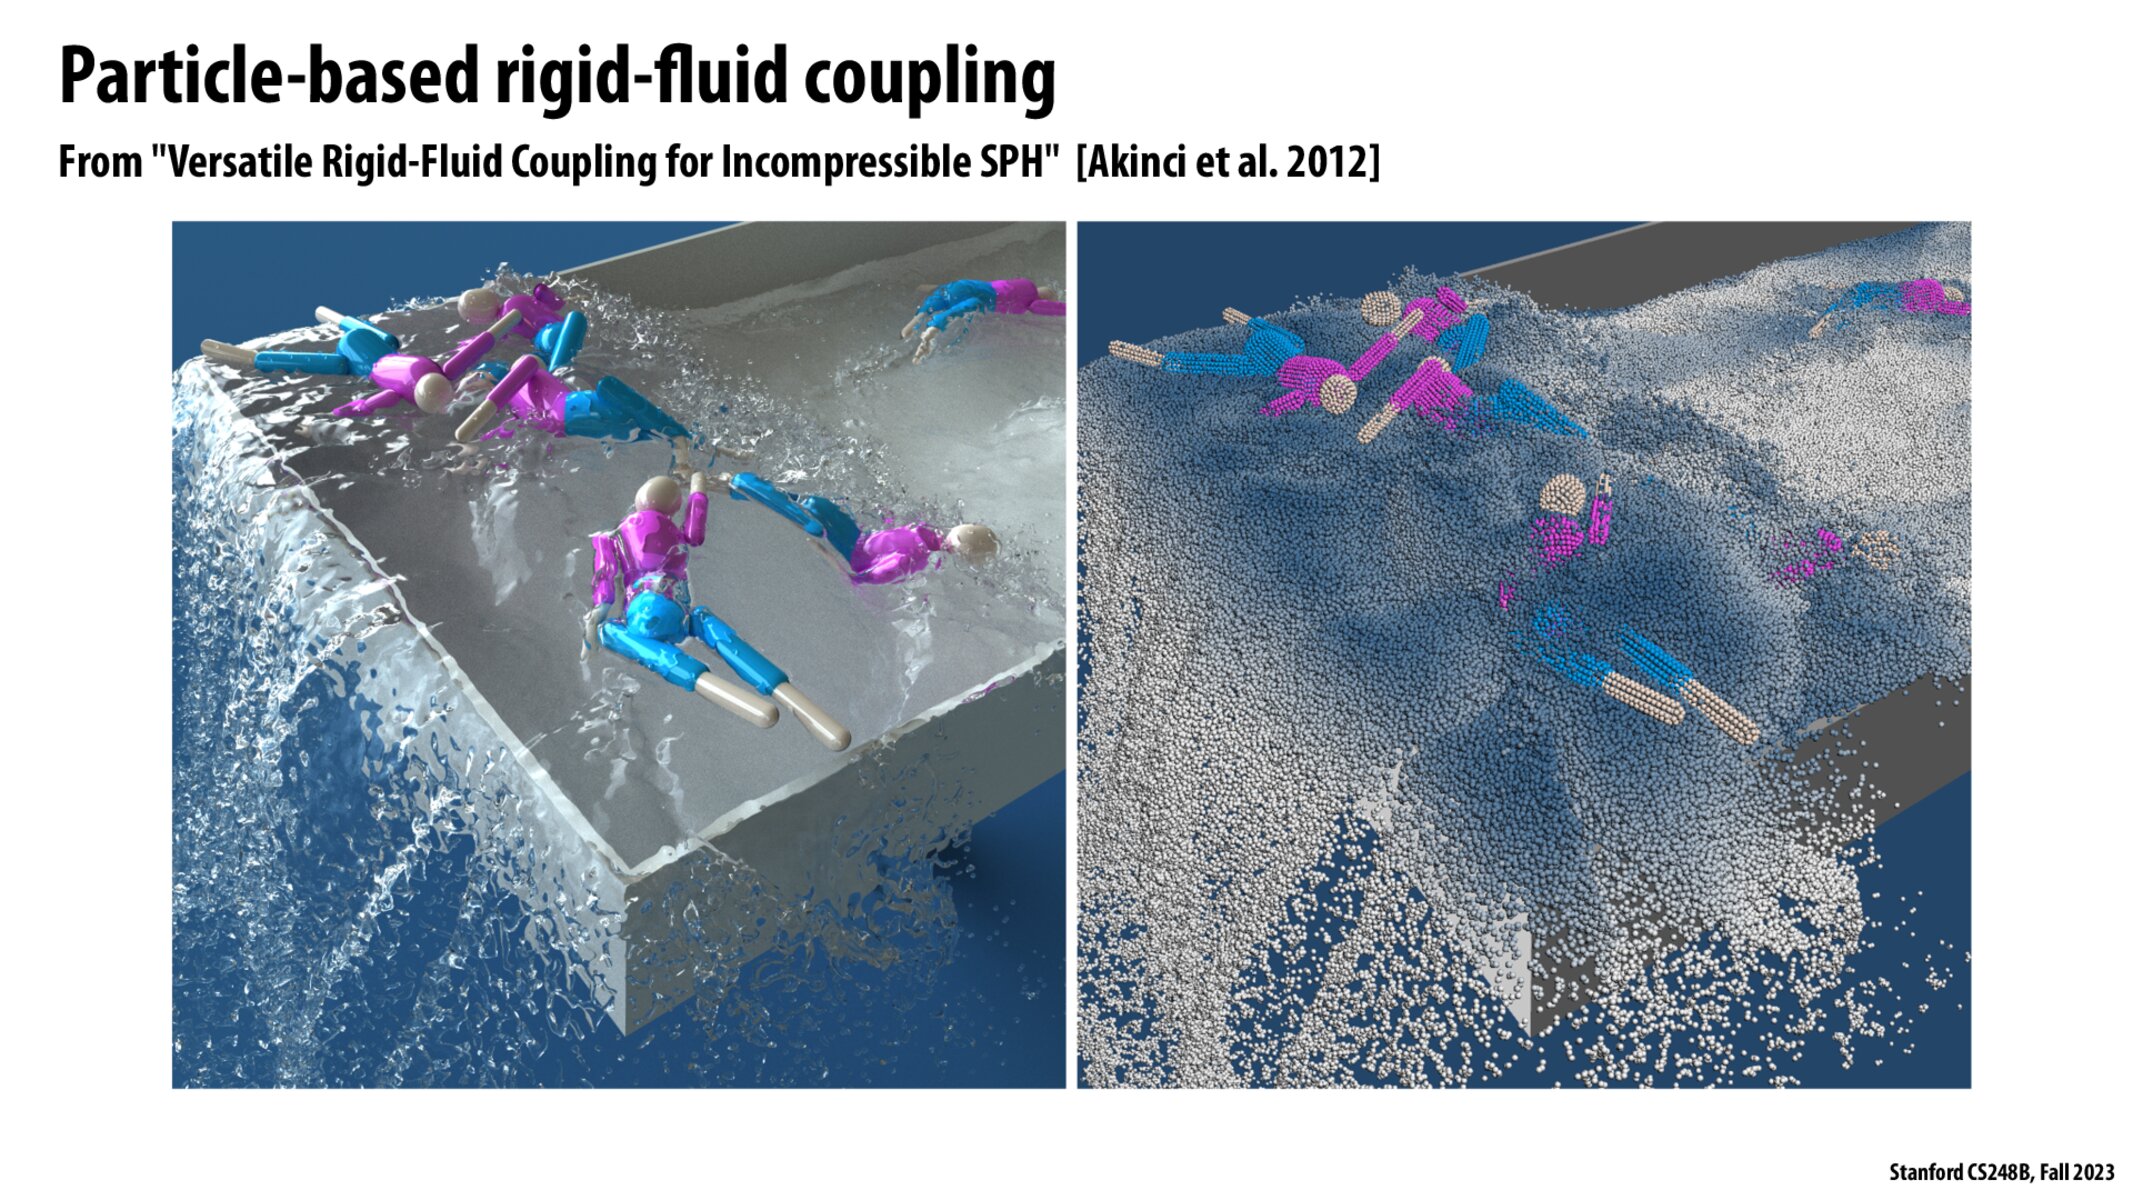 Particle-based rigid-fluid coupling
From "Versatile Rigid-Fluid Coupling for Incompressible SPH" [Akinci et al. 2012]
Stanford CS248B, Fall 2023